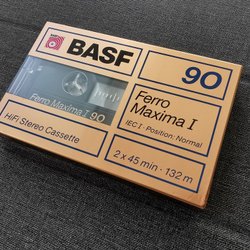 BASF
90
Ferro Maxima I 90
HiFi Stereo Cassette
Ferro
Maxima I
IEC I · Position: Normal
2 x 45 min · 132 m